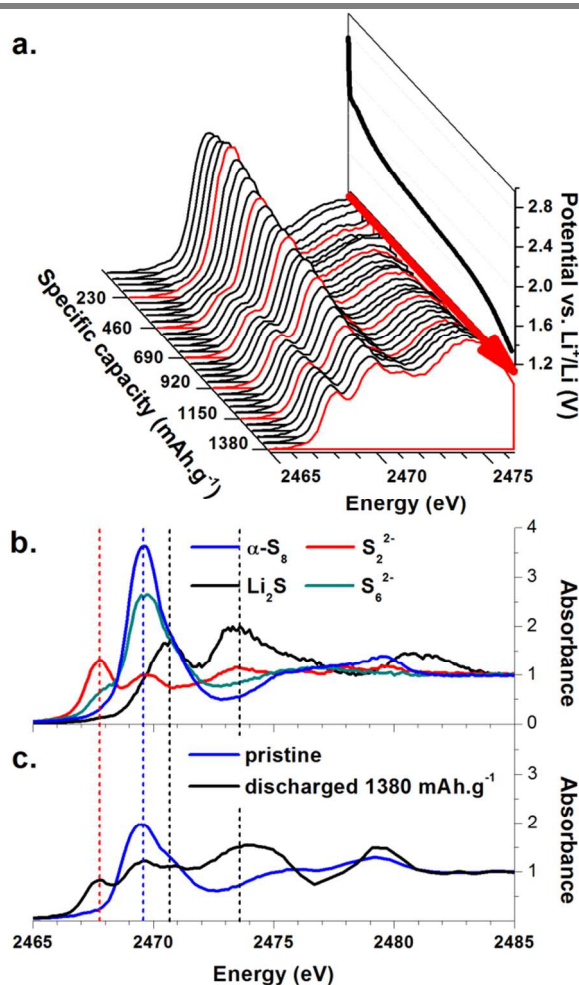 a.
2.8
2.4
2.0
1.6
1.2
Potential vs. Li⁺/Li (V)
230
460
690
920
1150
1380
Specific capacity (mAh.g⁻¹)
2465
2470
2475
Energy (eV)
b.
α-S₈
S₂²⁻
Li₂S
S₆²⁻
4
3
2
1
0
Absorbance
c.
pristine
discharged 1380 mAh.g⁻¹
3
2
1
Absorbance
2465
2470
2475
2480
2485
Energy (eV)